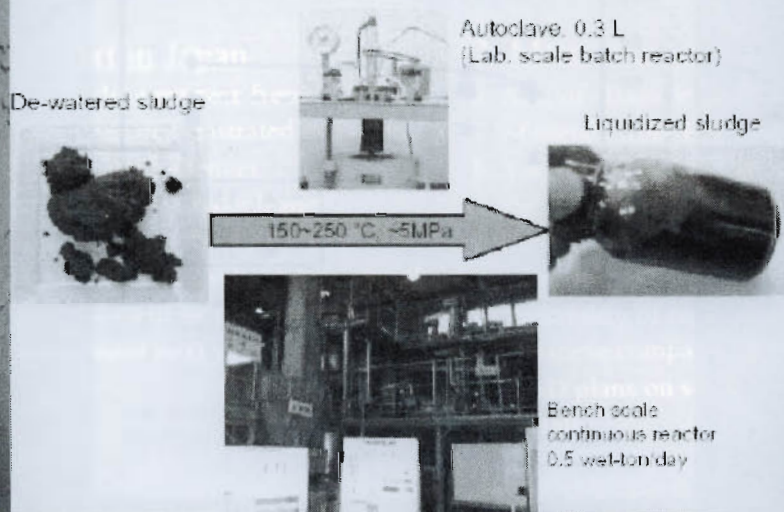 Autoclave, 0.3 L
(Lab. scale batch reactor)
De-watered sludge
Liquidized sludge
150~250 °C, ~5MPa
Bench scale
continuous reactor
0.5 wet-ton/day